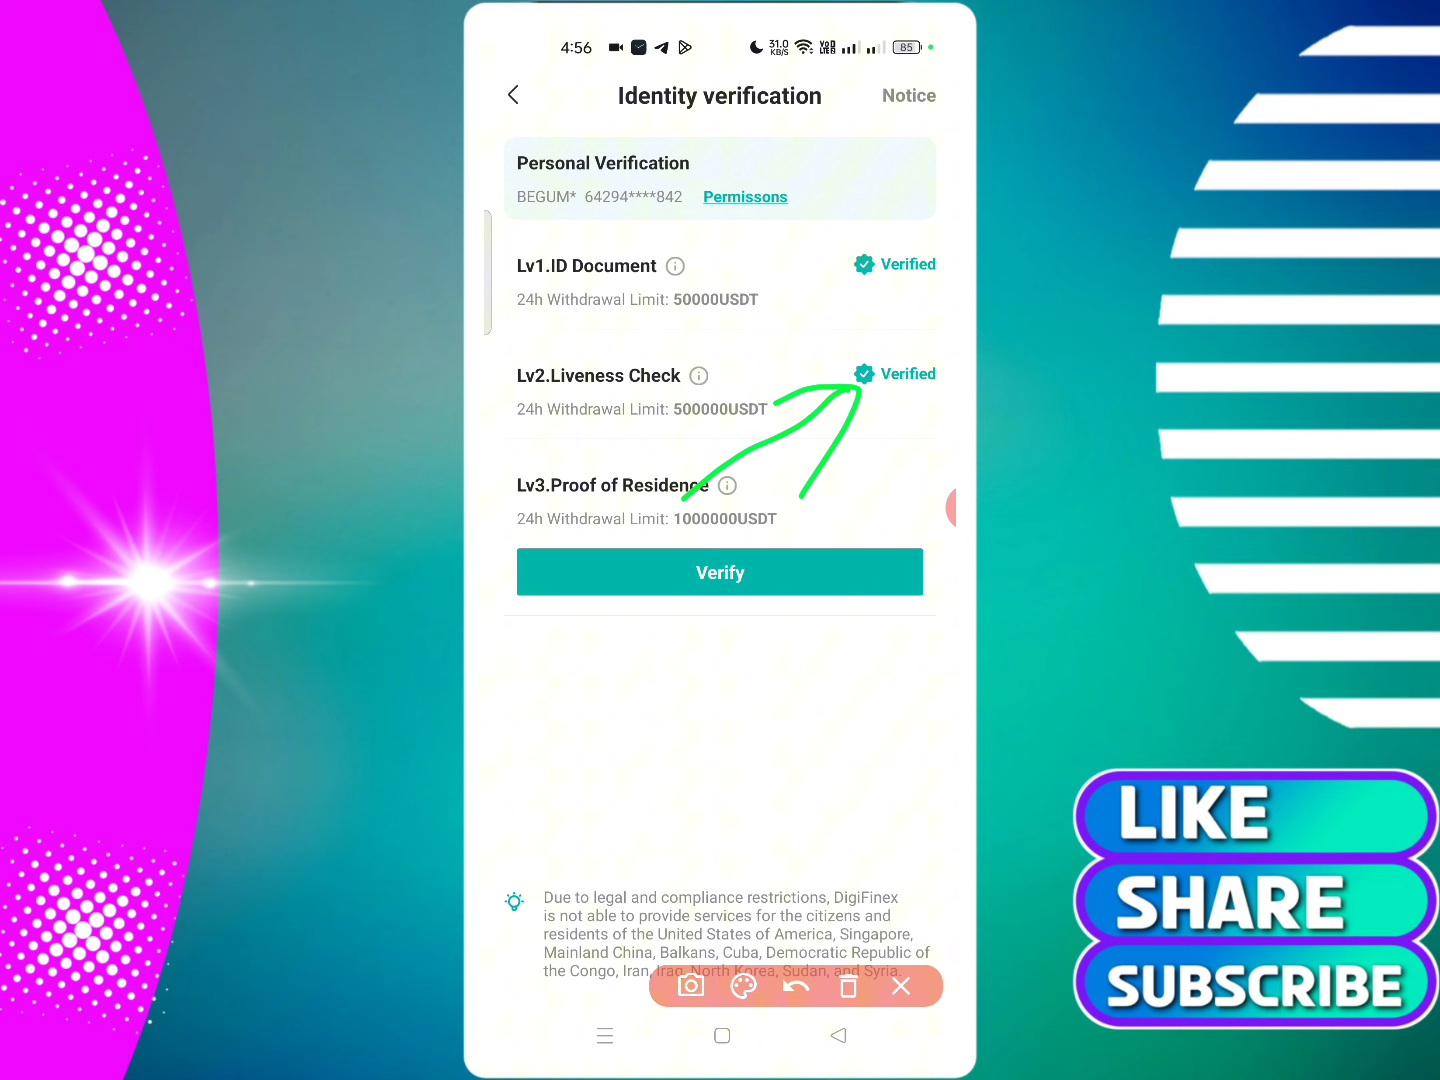 4:56
31.0
KB/S
85
Identity verification
Notice
Personal Verification
BEGUM* 64294****842 Permissons
Lv1.ID Document
Verified
24h Withdrawal Limit: 50000USDT
Lv2.Liveness Check
Verified
24h Withdrawal Limit: 500000USDT
Lv3.Proof of Residence
24h Withdrawal Limit: 1000000USDT
Verify
Due to legal and compliance restrictions, DigiFinex
is not able to provide services for the citizens and
residents of the United States of America, Singapore,
Mainland China, Balkans, Cuba, Democratic Republic of
the Congo, Iran, Iraq, North Korea, Sudan, and Syria.
LIKE
SHARE
SUBSCRIBE